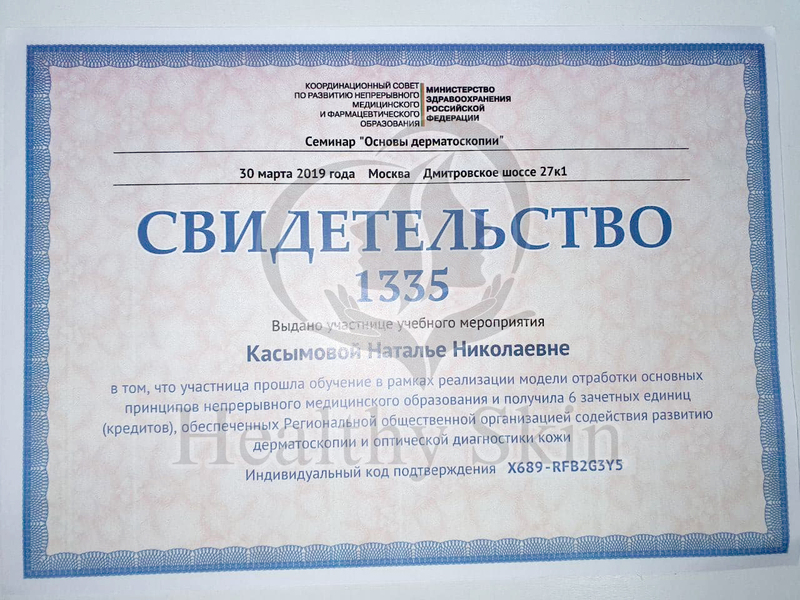 КООРДИНАЦИОННЫЙ СОВЕТ
ПО РАЗВИТИЮ НЕПРЕРЫВНОГО
МЕДИЦИНСКОГО
И ФАРМАЦЕВТИЧЕСКОГО
ОБРАЗОВАНИЯ
МИНИСТЕРСТВО
ЗДРАВООХРАНЕНИЯ
РОССИЙСКОЙ
ФЕДЕРАЦИИ
Семинар "Основы дерматоскопии"
30 марта 2019 года Москва Дмитровское шоссе 27к1
СВИДЕТЕЛЬСТВО
1335
Выдано участнице учебного мероприятия
Касымовой Наталье Николаевне
в том, что участница прошла обучение в рамках реализации модели отработки основных
принципов непрерывного медицинского образования и получила 6 зачетных единиц
(кредитов), обеспеченных Региональной общественной организацией содействия развитию
дерматоскопии и оптической диагностики кожи
Healthy Skin
Индивидуальный код подтверждения X689-RFB2G3Y5